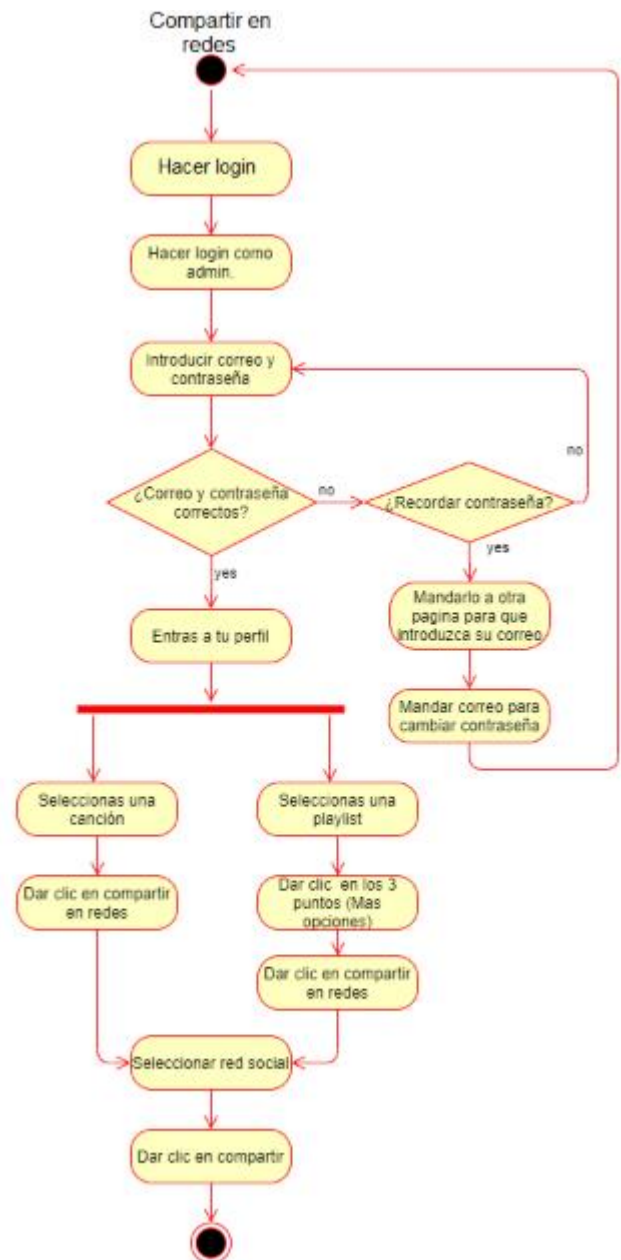 Compartir en
redes
Hacer login
Hacer login como
admin.
Introducir correo y
contraseña
no
¿Correo y contraseña
correctos?
no
¿Recordar contraseña?
yes
yes
Mandarlo a otra
pagina para que
introduzca su correo
Entras a tu perfil
Mandar correo para
cambiar contraseña
Seleccionas una
canción
Seleccionas una
playlist
Dar clic en compartir
en redes
Dar clic en los 3
puntos (Mas
opciones)
Dar clic en compartir
en redes
Seleccionar red social
Dar clic en compartir